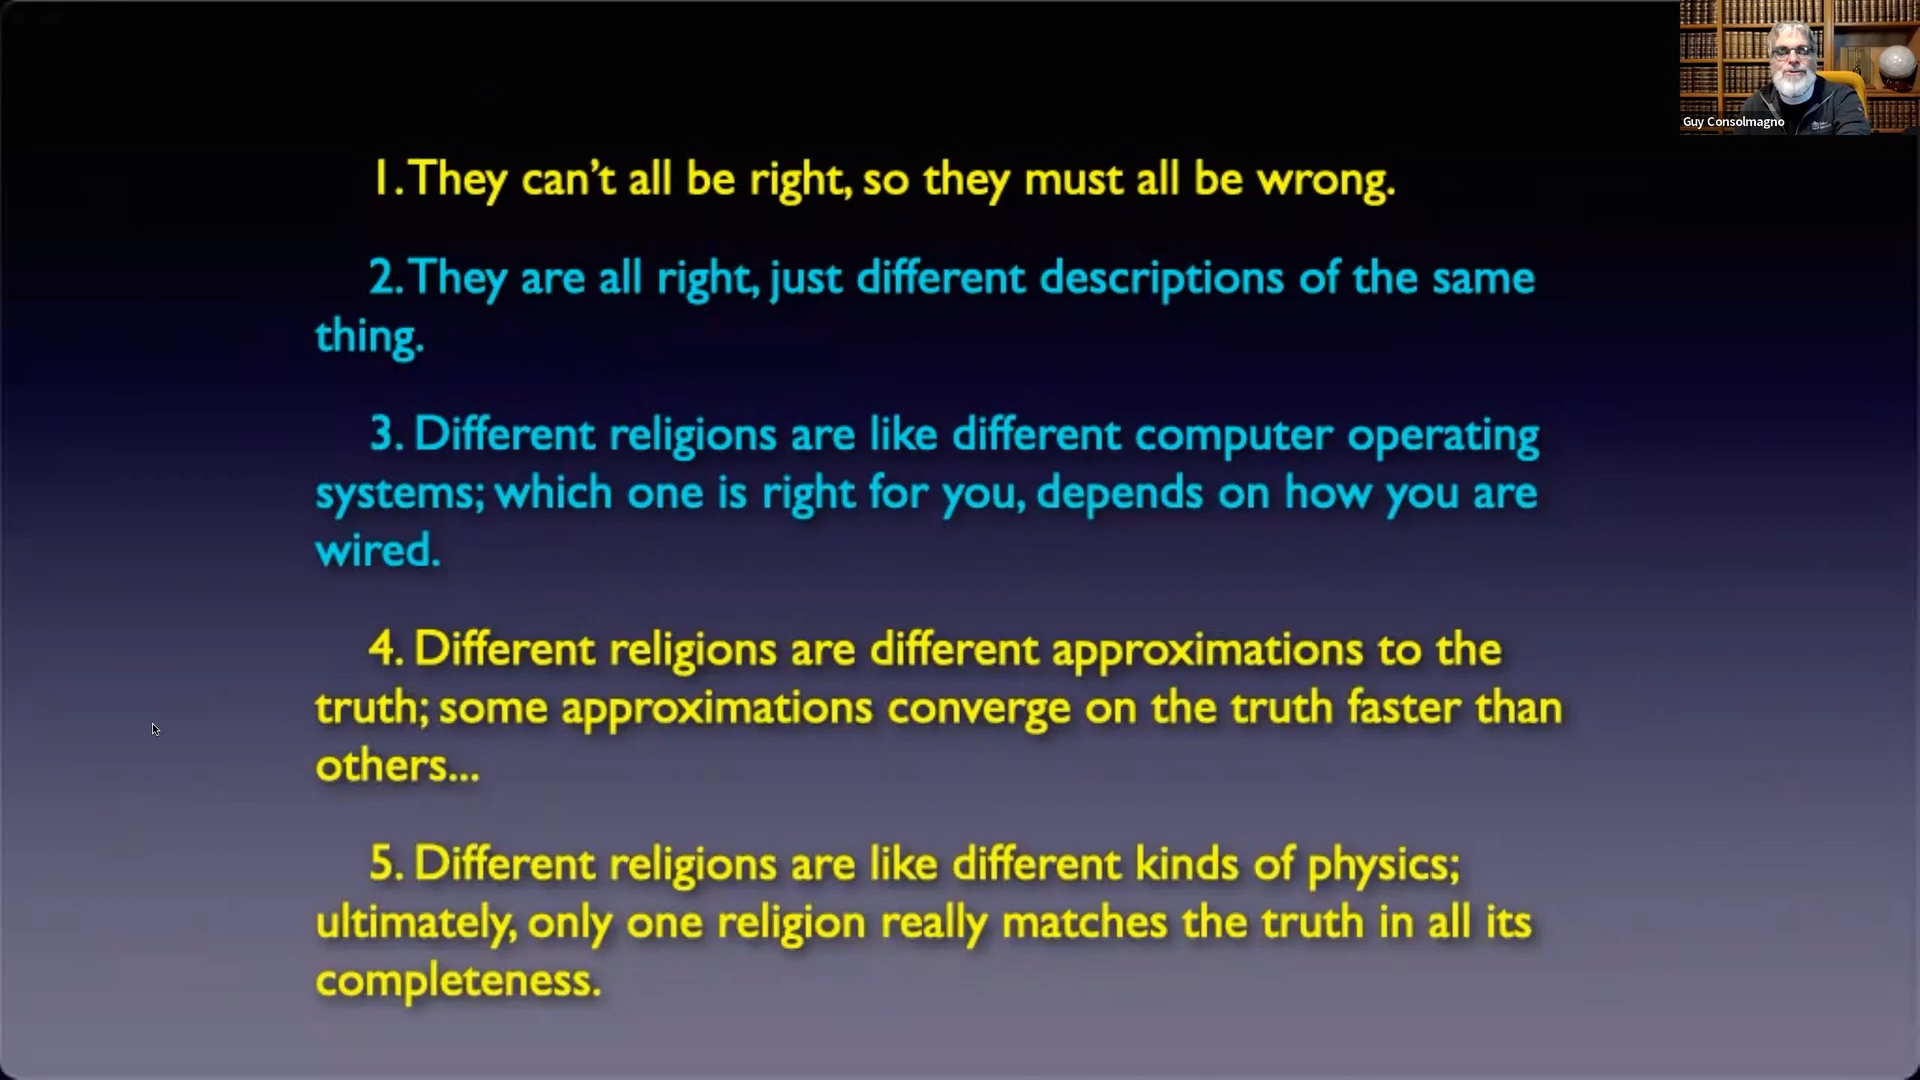 Guy Consolmagno
1. They can't all be right, so they must all be wrong.
2. They are all right, just different descriptions of the same
thing.
3. Different religions are like different computer operating
systems; which one is right for you, depends on how you are
wired.
4. Different religions are different approximations to the
truth; some approximations converge on the truth faster than
others...
5. Different religions are like different kinds of physics;
ultimately, only one religion really matches the truth in all its
completeness.